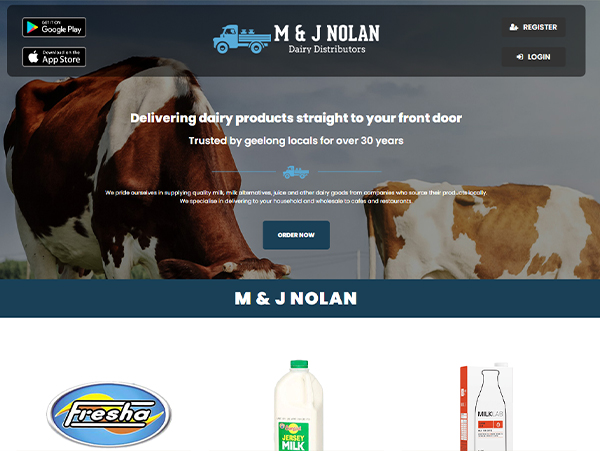 GET IT ON
Google Play
Download on the
App Store
M & J NOLAN
Dairy Distributors
REGISTER
LOGIN
Delivering dairy products straight to your front door
Trusted by geelong locals for over 30 years
We pride ourselves in supplying quality milk, milk alternatives, juice and other dairy goods from companies who source their products locally.
We specialise in delivering to your household and wholesale to cafes and restaurants
ORDER NOW
M & J NOLAN
Fresha
JERSEY
MILK
MILKLAB